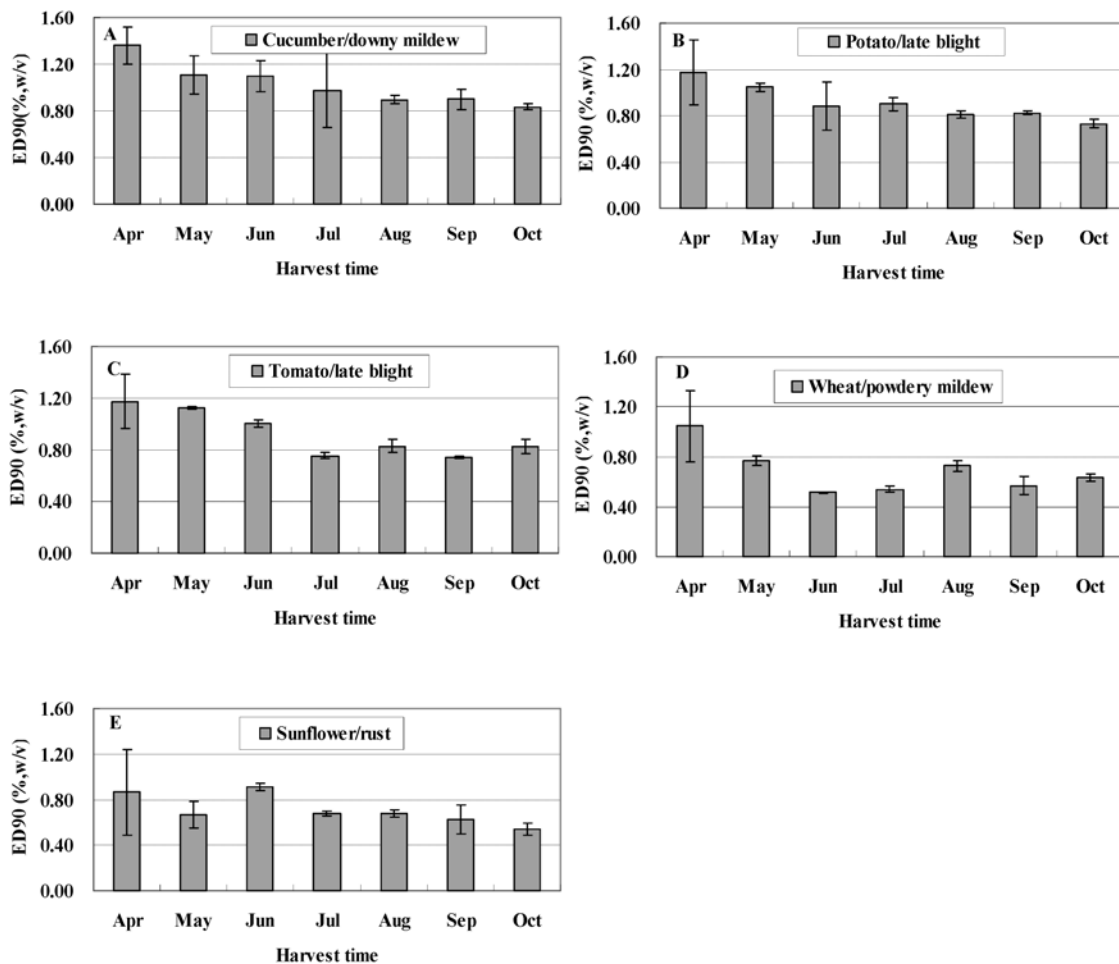 A
Cucumber/downy mildew
ED90(%,w/v)
1.60
1.20
0.80
0.40
0.00
Apr May Jun Jul Aug Sep Oct
Harvest time
B
Potato/late blight
ED90 (%,w/v)
1.60
1.20
0.80
0.40
0.00
Apr May Jun Jul Aug Sep Oct
Harvest time
C
Tomato/late blight
ED90 (%,w/v)
1.60
1.20
0.80
0.40
0.00
Apr May Jun Jul Aug Sep Oct
Harvest time
D
Wheat/powdery mildew
ED90 (%,w/v)
1.60
1.20
0.80
0.40
0.00
Apr May Jun Jul Aug Sep Oct
Harvest time
E
Sunflower/rust
ED90 (%,w/v)
1.60
1.20
0.80
0.40
0.00
Apr May Jun Jul Aug Sep Oct
Harvest time